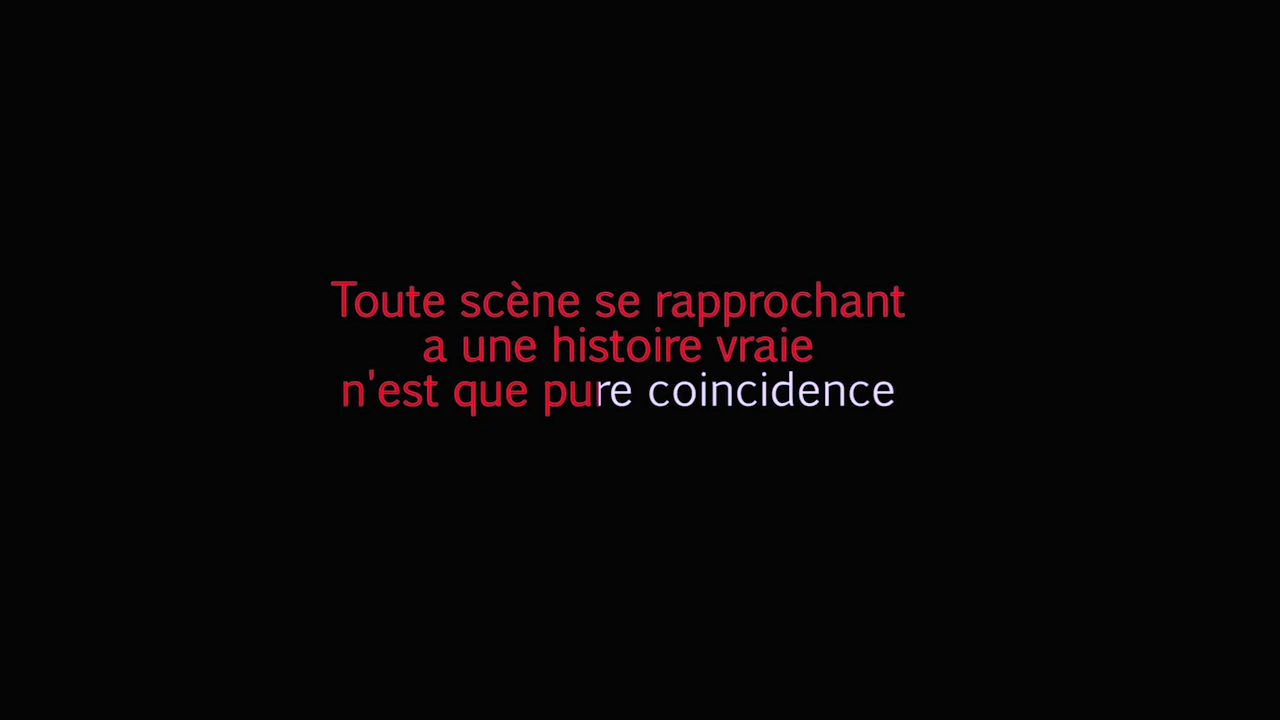 Toute scène se rapprochant
a une histoire vraie
n'est que pure coincidence